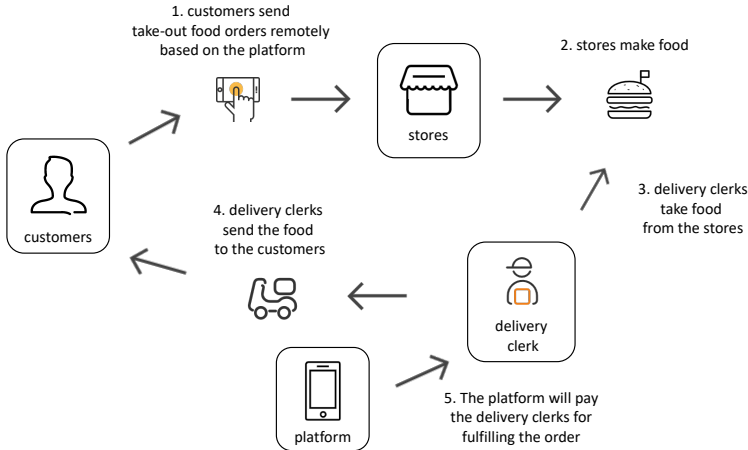 1. customers send
take-out food orders remotely
based on the platform
2. stores make food
stores
customers
3. delivery clerks
take food
from the stores
4. delivery clerks
send the food
to the customers
delivery
clerk
platform
5. The platform will pay
the delivery clerks for
fulfilling the order